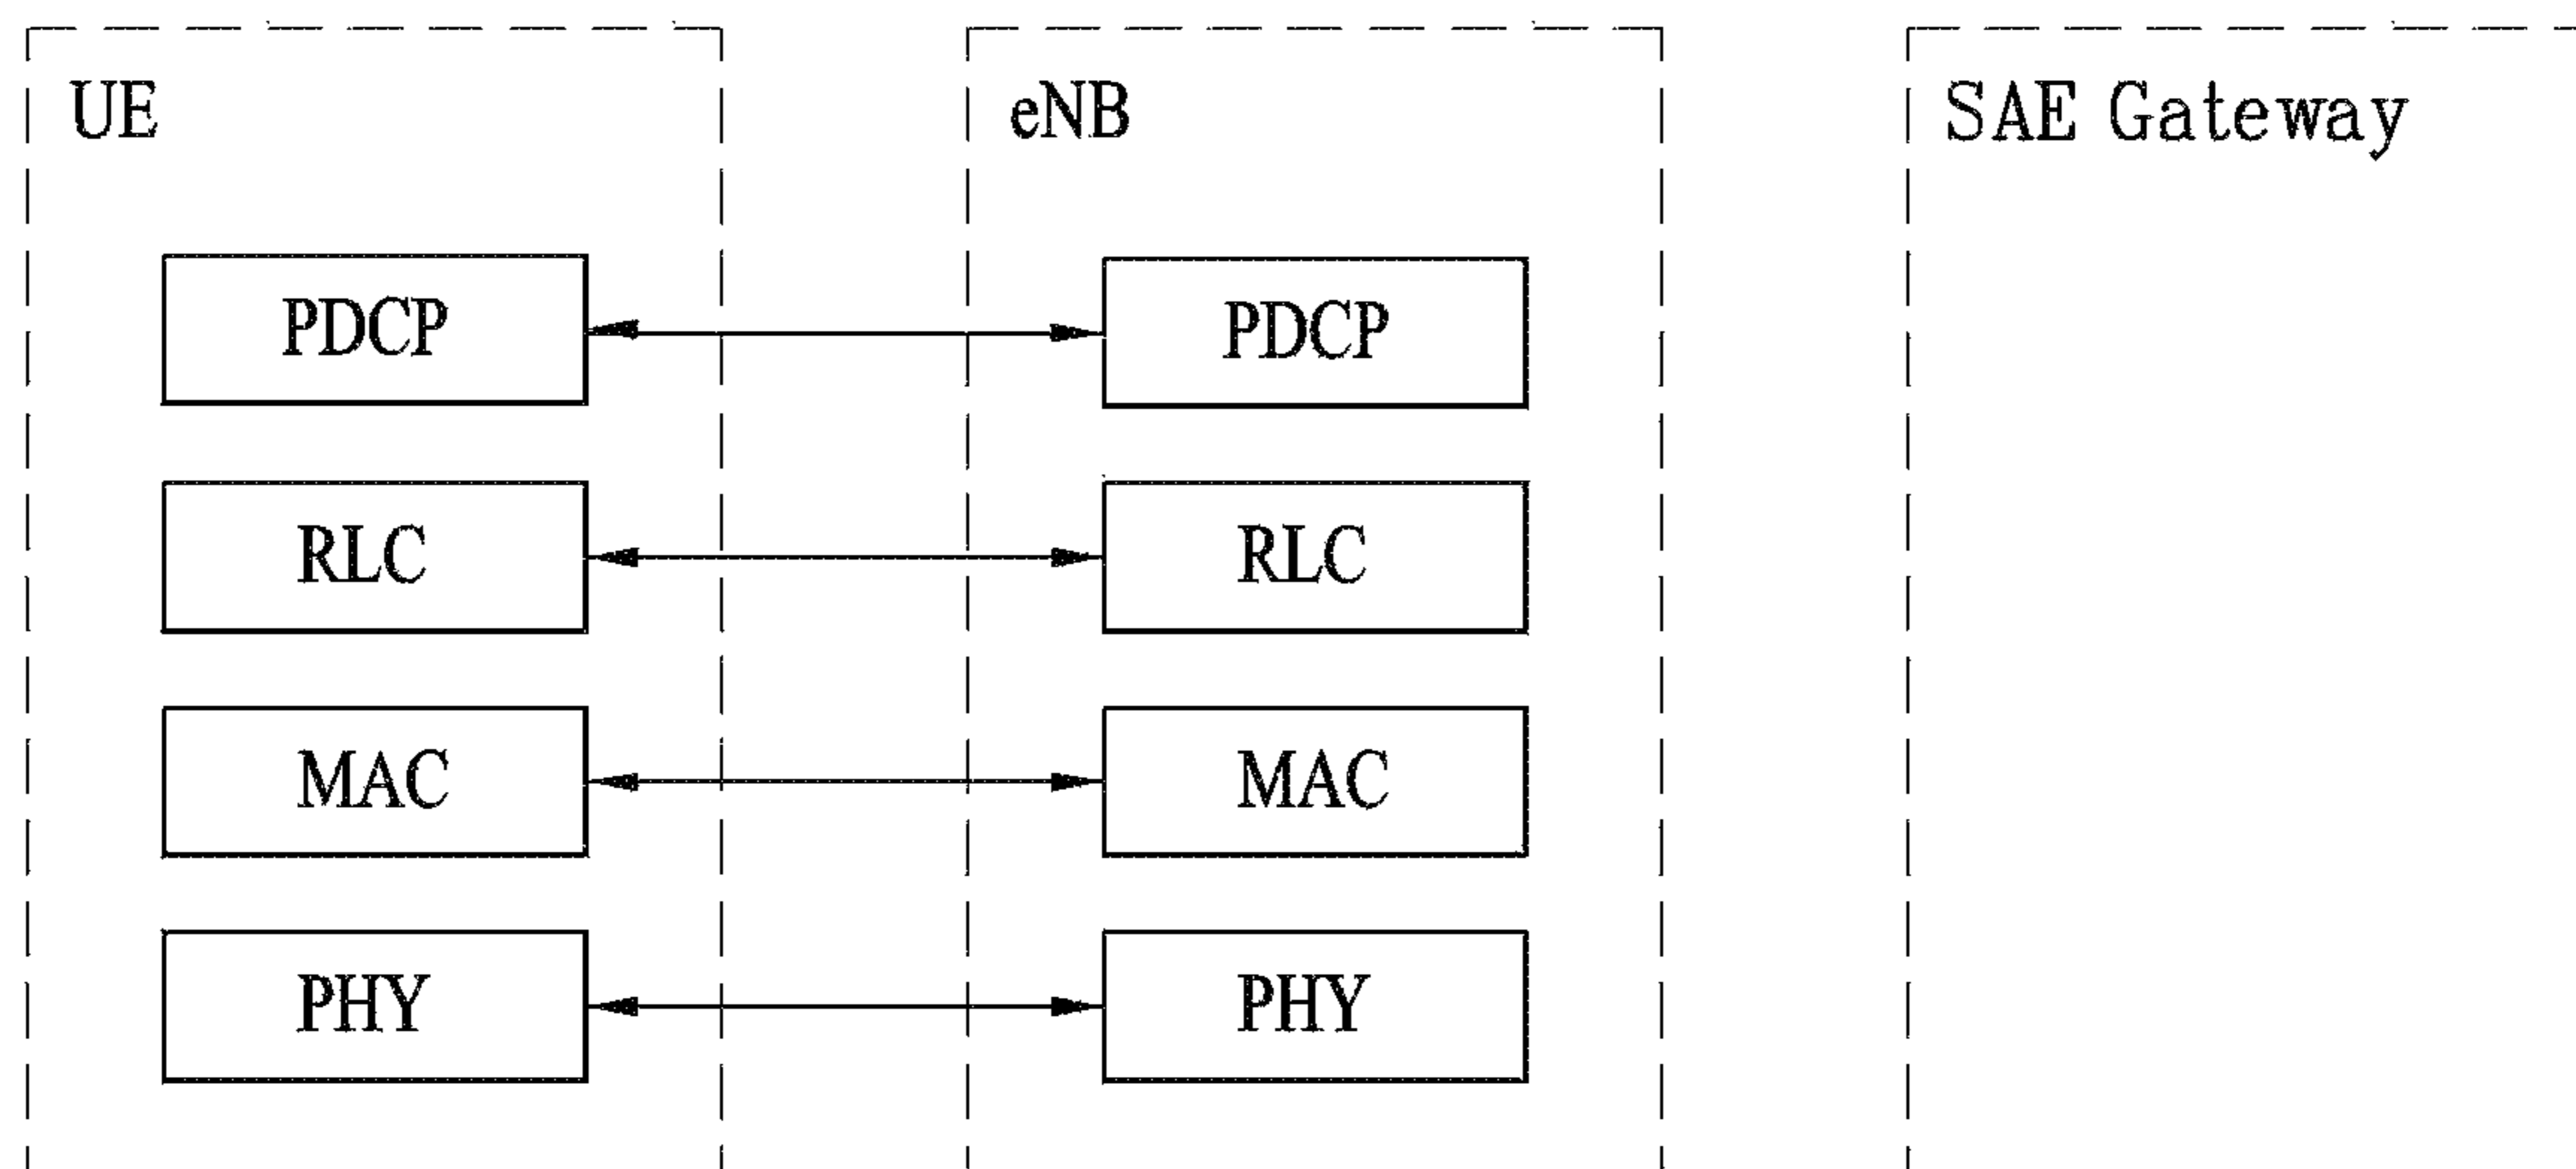 UE
eNB
SAE Gateway
PDCP
PDCP
RLC
RLC
MAC
MAC
PHY
PHY